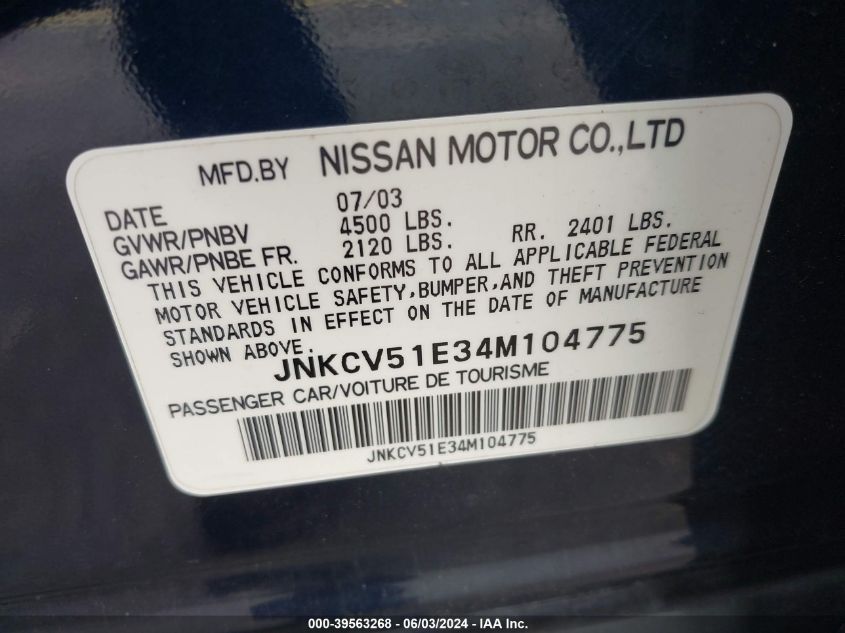 MFD.BY NISSAN MOTOR CO.,LTD
DATE 07/03
GVWR/PNBV 4500 LBS.
GAWR/PNBE FR. 2120 LBS. RR. 2401 LBS.
THIS VEHICLE CONFORMS TO ALL APPLICABLE FEDERAL
MOTOR VEHICLE SAFETY,BUMPER,AND THEFT PREVENTION
STANDARDS IN EFFECT ON THE DATE OF MANUFACTURE
SHOWN ABOVE.
JNKCV51E34M104775
PASSENGER CAR/VOITURE DE TOURISME
JNKCV51E34M104775
000-39563268 - 06/03/2024 - IAA Inc.